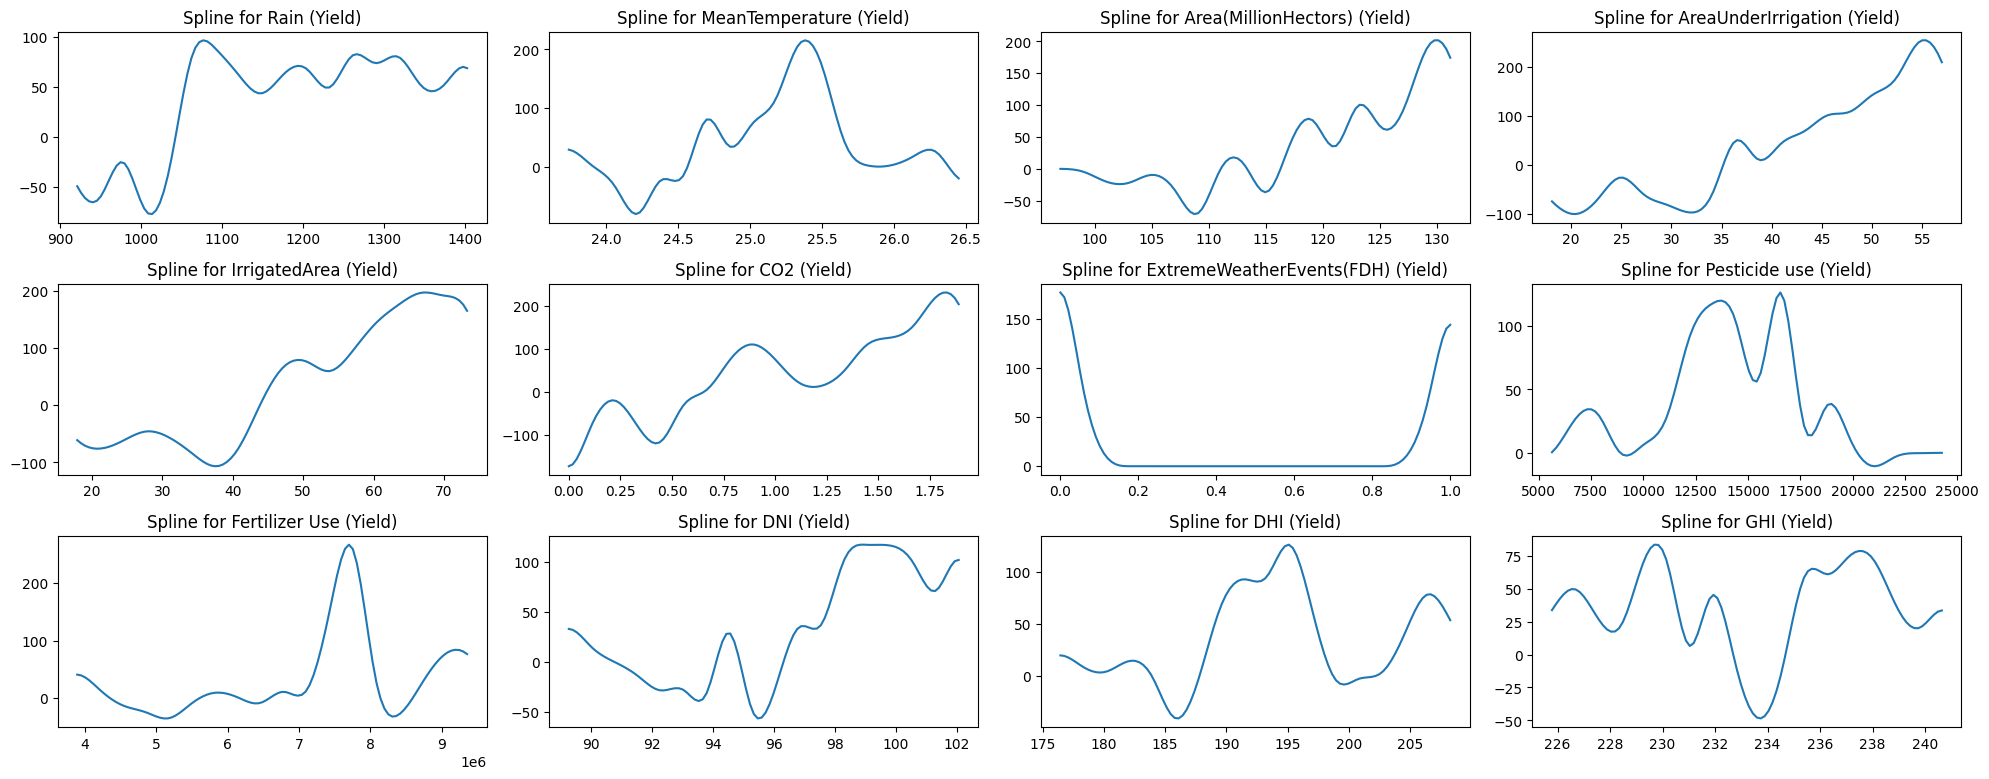 Spline for Rain (Yield)
100
50
0
−50
900 1000 1100 1200 1300 1400
Spline for MeanTemperature (Yield)
200
100
0
24.0 24.5 25.0 25.5 26.0 26.5
Spline for Area(MillionHectors) (Yield)
200
150
100
50
0
−50
100 105 110 115 120 125 130
Spline for AreaUnderIrrigation (Yield)
200
100
0
−100
20 25 30 35 40 45 50 55
Spline for IrrigatedArea (Yield)
200
100
0
−100
20 30 40 50 60 70
Spline for CO2 (Yield)
200
100
0
−100
0.00 0.25 0.50 0.75 1.00 1.25 1.50 1.75
Spline for ExtremeWeatherEvents(FDH) (Yield)
150
100
50
0
0.0 0.2 0.4 0.6 0.8 1.0
Spline for Pesticide use (Yield)
100
50
0
5000 7500 10000 12500 15000 17500 20000 22500 25000
Spline for Fertilizer Use (Yield)
200
100
0
4 5 6 7 8 9
1e6
Spline for DNI (Yield)
100
50
0
−50
90 92 94 96 98 100 102
Spline for DHI (Yield)
100
50
0
175 180 185 190 195 200 205
Spline for GHI (Yield)
75
50
25
0
−25
−50
226 228 230 232 234 236 238 240